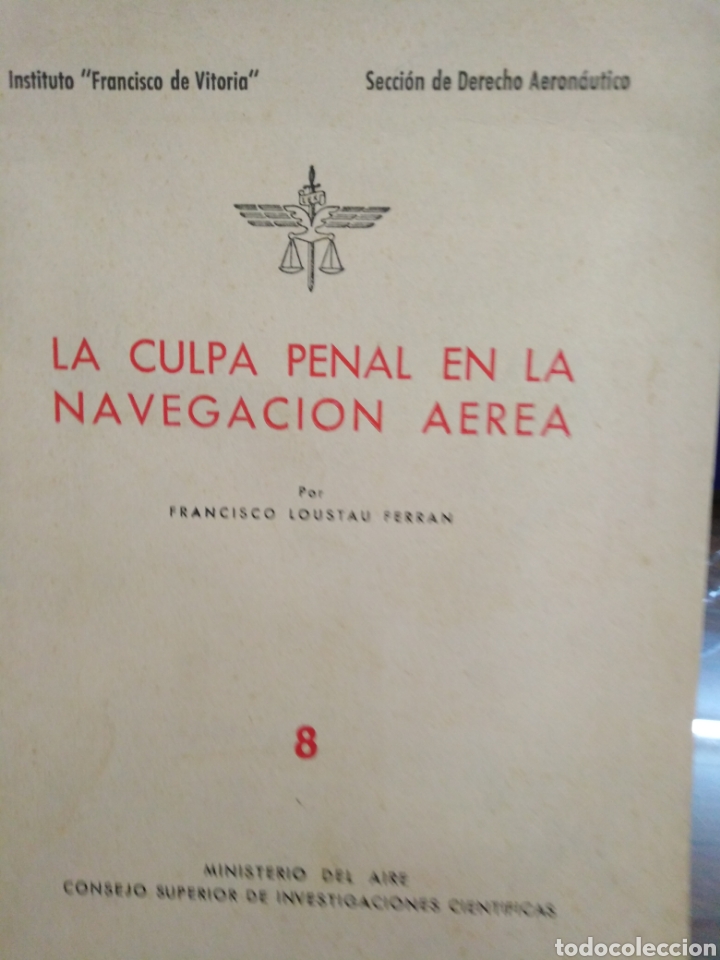 Instituto "Francisco de Vitoria" Sección de Derecho Aeronáutico
LA CULPA PENAL EN LA
NAVEGACION AEREA
Por
FRANCISCO LOUSTAU FERRAN
8
MINISTERIO DEL AIRE
CONSEJO SUPERIOR DE INVESTIGACIONES CIENTIFICAS
todocoleccion